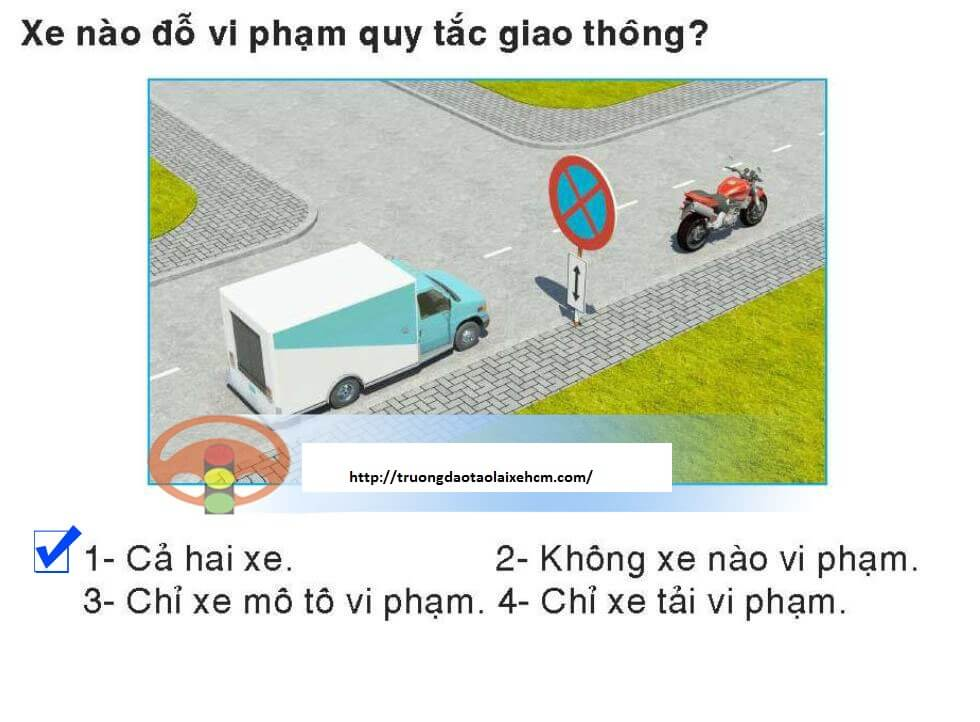 Xe nào đỗ vi phạm quy tắc giao thông?
http://truongdaotaolaixehcm.com/
1- Cả hai xe. 2- Không xe nào vi phạm.
3- Chỉ xe mô tô vi phạm. 4- Chỉ xe tải vi phạm.